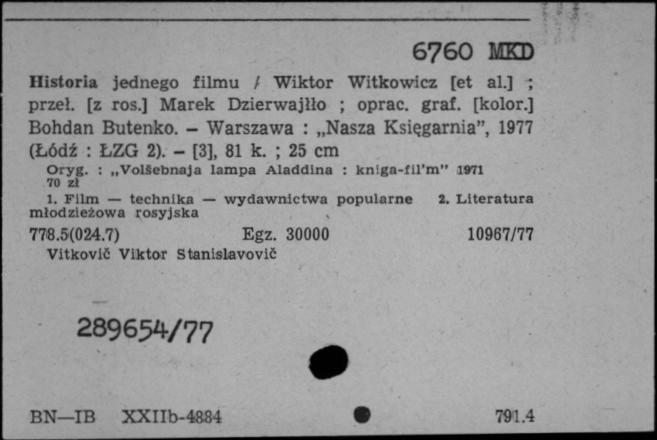 6760 MKD
Historia jednego filmu / Wiktor Witkowicz [et al.] ;
przeł. [z ros.] Marek Dzierwajłło ; oprac. graf. [kolor.]
Bohdan Butenko. – Warszawa : „Nasza Księgarnia”, 1977
(Łódź : ŁZG 2). – [3], 81 k. ; 25 cm
Oryg. : „Volšebnaja lampa Aladdina : kniga-fil’m” 1971
70 zł
1. Film — technika — wydawnictwa popularne 2. Literatura
młodzieżowa rosyjska
778.5(024.7) Egz. 30000 10967/77
Vitkovič Viktor Stanislavovič
289654/77
BN—IB XXIIb-4884 791.4